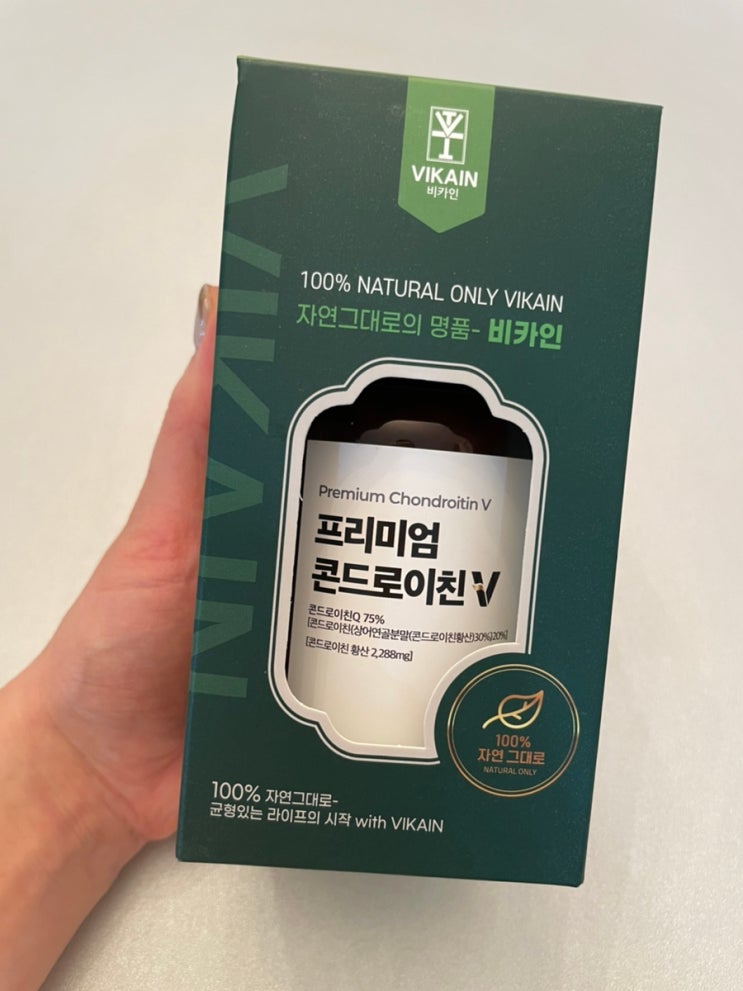 VIKAIN
비카인
100% NATURAL ONLY VIKAIN
자연그대로의 명품- 비카인
VIKAIN
Premium Chondroitin V
프리미엄
콘드로이친 V
콘드로이친Q 75%
[콘드로이친(상어연골분말(콘드로이친황산)30%)20%]
[콘드로이친 황산 2,288mg]
100%
자연 그대로
NATURAL ONLY
100% 자연그대로-
균형있는 라이프의 시작 with VIKAIN